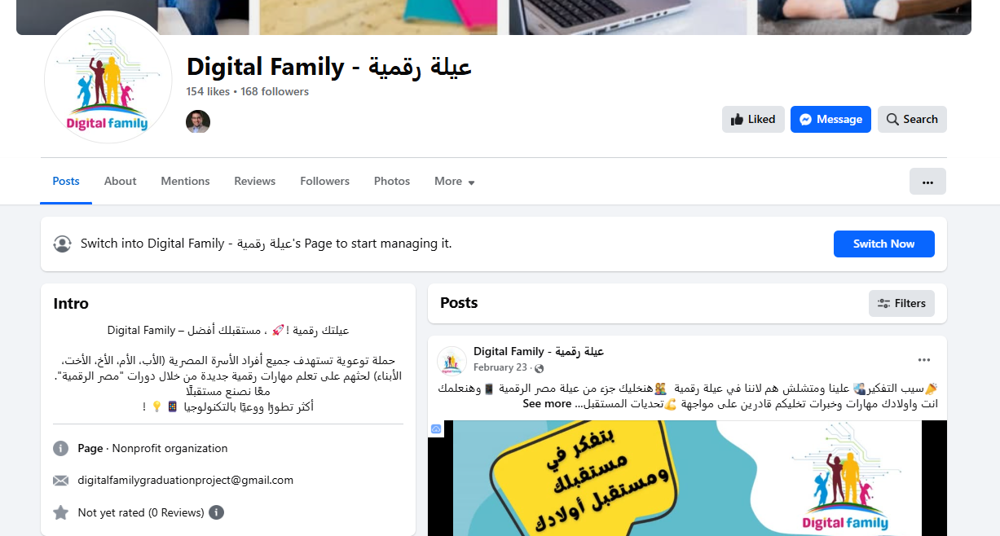 Digital family
Digital Family - عيلة رقمية
154 likes • 168 followers
Liked
Message
Search
Posts
About
Mentions
Reviews
Followers
Photos
More
Switch into Digital Family - عيلة رقمية's Page to start managing it.
Switch Now
Intro
عيلتك رقمية !🚀 ، مستقبلك أفضل – Digital Family
حملة توعوية تستهدف جميع أفراد الأسرة المصرية (الأب، الأم، الأخ، الأخت،
الأبناء) لحثهم على تعلم مهارات رقمية جديدة من خلال دورات "مصر الرقمية".
معًا نصنع مستقبلًا
أكثر تطورًا ووعيًا بالتكنولوجيا 📱 💡 !
Page · Nonprofit organization
digitalfamilygraduationproject@gmail.com
Not yet rated (0 Reviews)
Posts
Filters
Digital Family - عيلة رقمية
February 23 ·
🎉سيب التفكير🌏 علينا ومتشلش هم لاننا في عيلة رقمية 👨‍👩‍👧‍👦هنخليك جزء من عيلة مصر الرقمية 📱 وهنعلمك
انت واولادك مهارات وخبرات تخليكم قادرين على مواجهة 💪تحديات المستقبل... See more
بتفكر في
مستقبلك
ومستقبل أولادك
Digital family